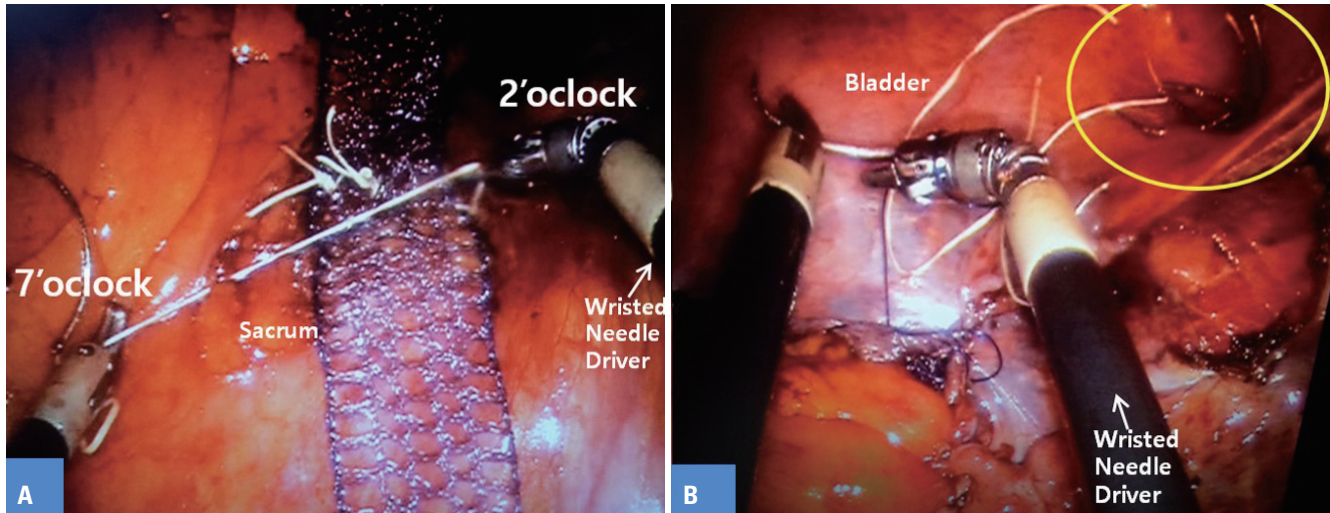 2'oclock
7'oclock
Sacrum
Wristed
Needle
Driver
A
Bladder
Wristed
Needle
Driver
B